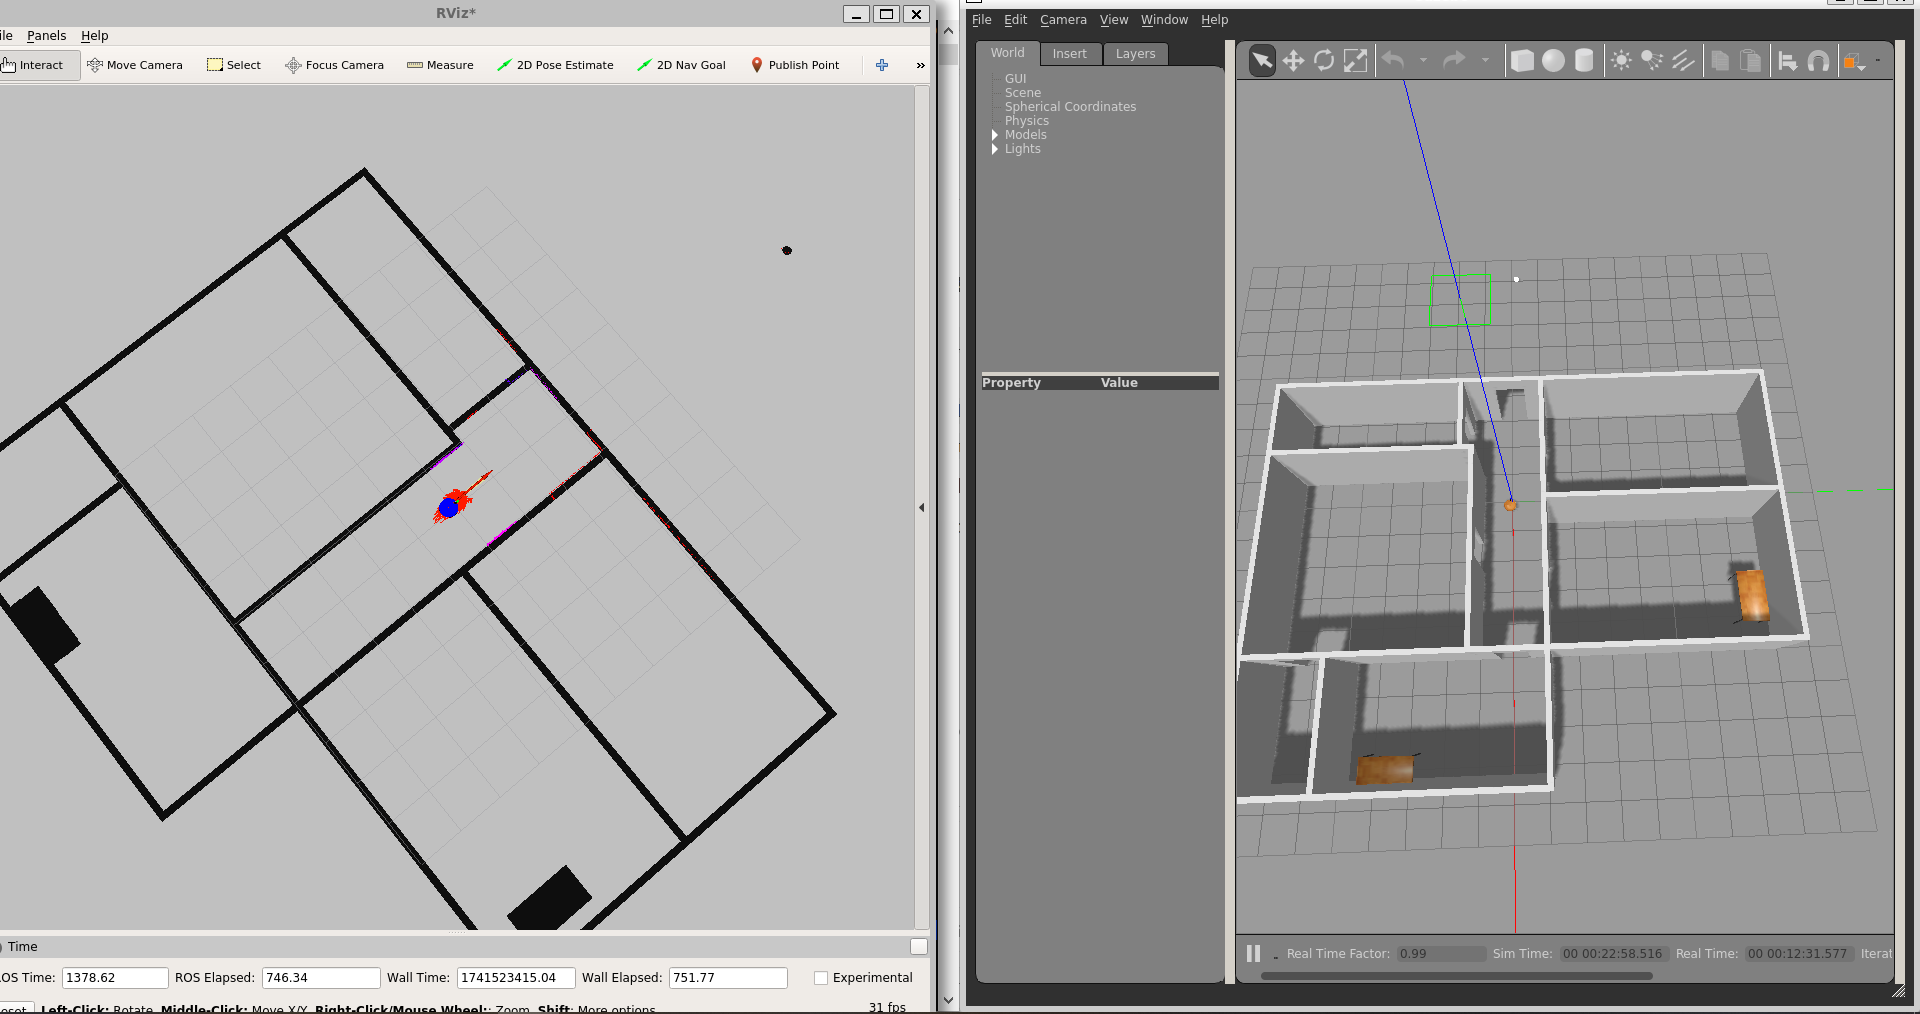 RViz*
ile Panels Help
Interact Move Camera Select Focus Camera Measure 2D Pose Estimate 2D Nav Goal Publish Point »
Time
OS Time: 1378.62 ROS Elapsed: 746.34 Wall Time: 1741523415.04 Wall Elapsed: 751.77 Experimental
eset Left-Click: Rotate. Middle-Click: Move X/Y. Right-Click/Mouse Wheel:: Zoom. Shift: More options. 31 fps
File Edit Camera View Window Help
World Insert Layers
GUI
Scene
Spherical Coordinates
Physics
Models
Lights
Property Value
Real Time Factor: 0.99 Sim Time: 00 00:22:58.516 Real Time: 00 00:12:31.577 Iterat